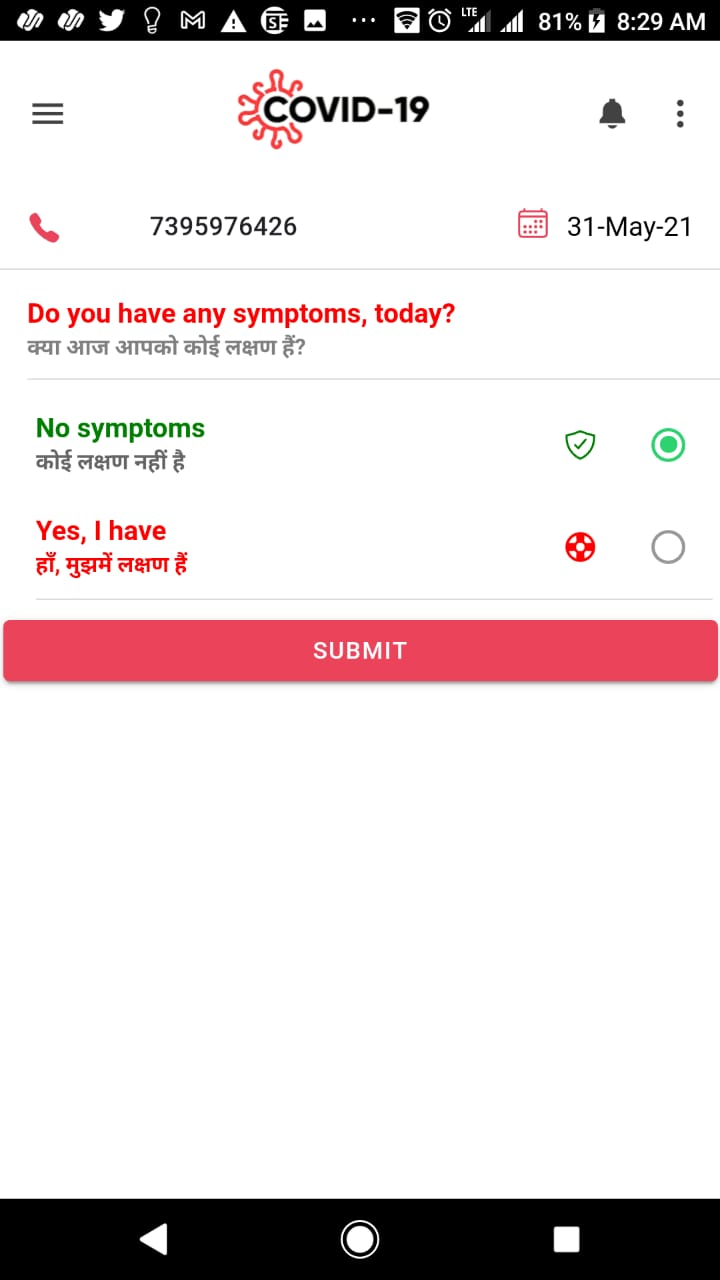 81% 8:29 AM
LTE
COVID-19
7395976426 31-May-21
Do you have any symptoms, today?
क्या आज आपको कोई लक्षण हैं?
No symptoms
कोई लक्षण नहीं है
Yes, I have
हाँ, मुझमें लक्षण हैं
SUBMIT